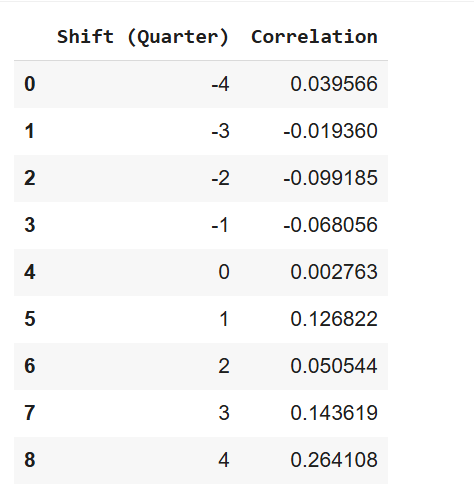 Shift (Quarter) Correlation
0 -4 0.039566
1 -3 -0.019360
2 -2 -0.099185
3 -1 -0.068056
4 0 0.002763
5 1 0.126822
6 2 0.050544
7 3 0.143619
8 4 0.264108